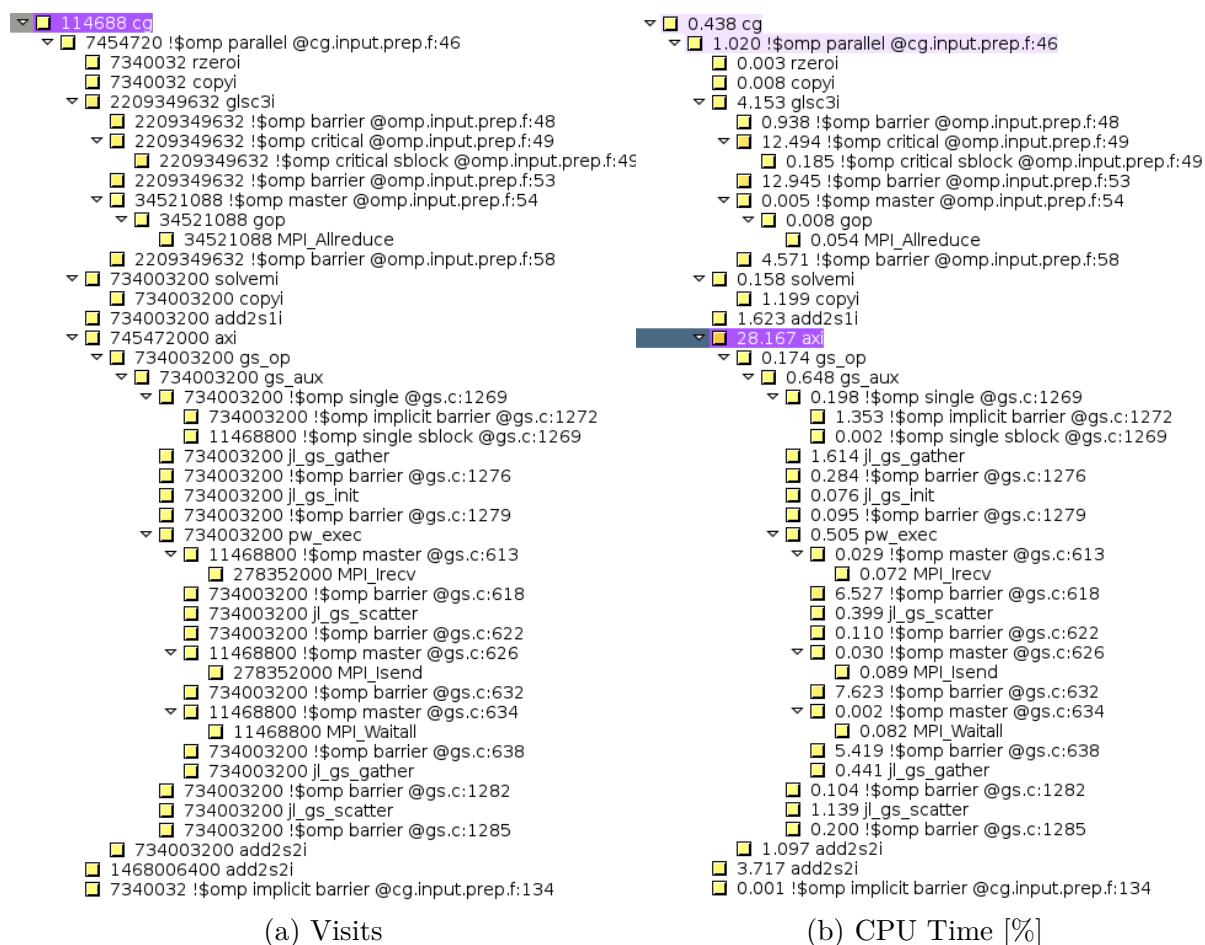 114688 cg
7454720 !$omp parallel @cg.input.prep.f:46
7340032 rzeroi
7340032 copyi
2209349632 glsc3i
2209349632 !$omp barrier @omp.input.prep.f:48
2209349632 !$omp critical @omp.input.prep.f:49
2209349632 !$omp critical sblock @omp.input.prep.f:49
2209349632 !$omp barrier @omp.input.prep.f:53
34521088 !$omp master @omp.input.prep.f:54
34521088 gop
34521088 MPI_Allreduce
2209349632 !$omp barrier @omp.input.prep.f:58
734003200 solvemi
734003200 copyi
734003200 add2s1i
745472000 axi
734003200 gs_op
734003200 gs_aux
734003200 !$omp single @gs.c:1269
734003200 !$omp implicit barrier @gs.c:1272
11468800 !$omp single sblock @gs.c:1269
734003200 jl_gs_gather
734003200 !$omp barrier @gs.c:1276
734003200 jl_gs_init
734003200 !$omp barrier @gs.c:1279
734003200 pw_exec
11468800 !$omp master @gs.c:613
278352000 MPI_Irecv
734003200 !$omp barrier @gs.c:618
734003200 jl_gs_scatter
734003200 !$omp barrier @gs.c:622
11468800 !$omp master @gs.c:626
278352000 MPI_Isend
734003200 !$omp barrier @gs.c:632
11468800 !$omp master @gs.c:634
11468800 MPI_Waitall
734003200 !$omp barrier @gs.c:638
734003200 jl_gs_gather
734003200 !$omp barrier @gs.c:1282
734003200 jl_gs_scatter
734003200 !$omp barrier @gs.c:1285
734003200 add2s2i
1468006400 add2s2i
7340032 !$omp implicit barrier @cg.input.prep.f:134
(a) Visits
0.438 cg
1.020 !$omp parallel @cg.input.prep.f:46
0.003 rzeroi
0.008 copyi
4.153 glsc3i
0.938 !$omp barrier @omp.input.prep.f:48
12.494 !$omp critical @omp.input.prep.f:49
0.185 !$omp critical sblock @omp.input.prep.f:49
12.945 !$omp barrier @omp.input.prep.f:53
0.005 !$omp master @omp.input.prep.f:54
0.008 gop
0.054 MPI_Allreduce
4.571 !$omp barrier @omp.input.prep.f:58
0.158 solvemi
1.199 copyi
1.623 add2s1i
28.167 axi
0.174 gs_op
0.648 gs_aux
0.198 !$omp single @gs.c:1269
1.353 !$omp implicit barrier @gs.c:1272
0.002 !$omp single sblock @gs.c:1269
1.614 jl_gs_gather
0.284 !$omp barrier @gs.c:1276
0.076 jl_gs_init
0.095 !$omp barrier @gs.c:1279
0.505 pw_exec
0.029 !$omp master @gs.c:613
0.072 MPI_Irecv
6.527 !$omp barrier @gs.c:618
0.399 jl_gs_scatter
0.110 !$omp barrier @gs.c:622
0.030 !$omp master @gs.c:626
0.089 MPI_Isend
7.623 !$omp barrier @gs.c:632
0.002 !$omp master @gs.c:634
0.082 MPI_Waitall
5.419 !$omp barrier @gs.c:638
0.441 jl_gs_gather
0.104 !$omp barrier @gs.c:1282
1.139 jl_gs_scatter
0.200 !$omp barrier @gs.c:1285
1.097 add2s2i
3.717 add2s2i
0.001 !$omp implicit barrier @cg.input.prep.f:134
(b) CPU Time [%]